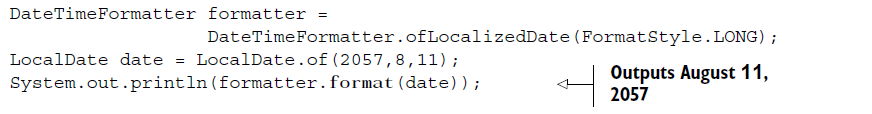 DateTimeFormatter formatter =
DateTimeFormatter.ofLocalizedDate(FormatStyle.LONG);
LocalDate date = LocalDate.of(2057,8,11);
System.out.println(formatter.format(date));
Outputs August 11,
2057